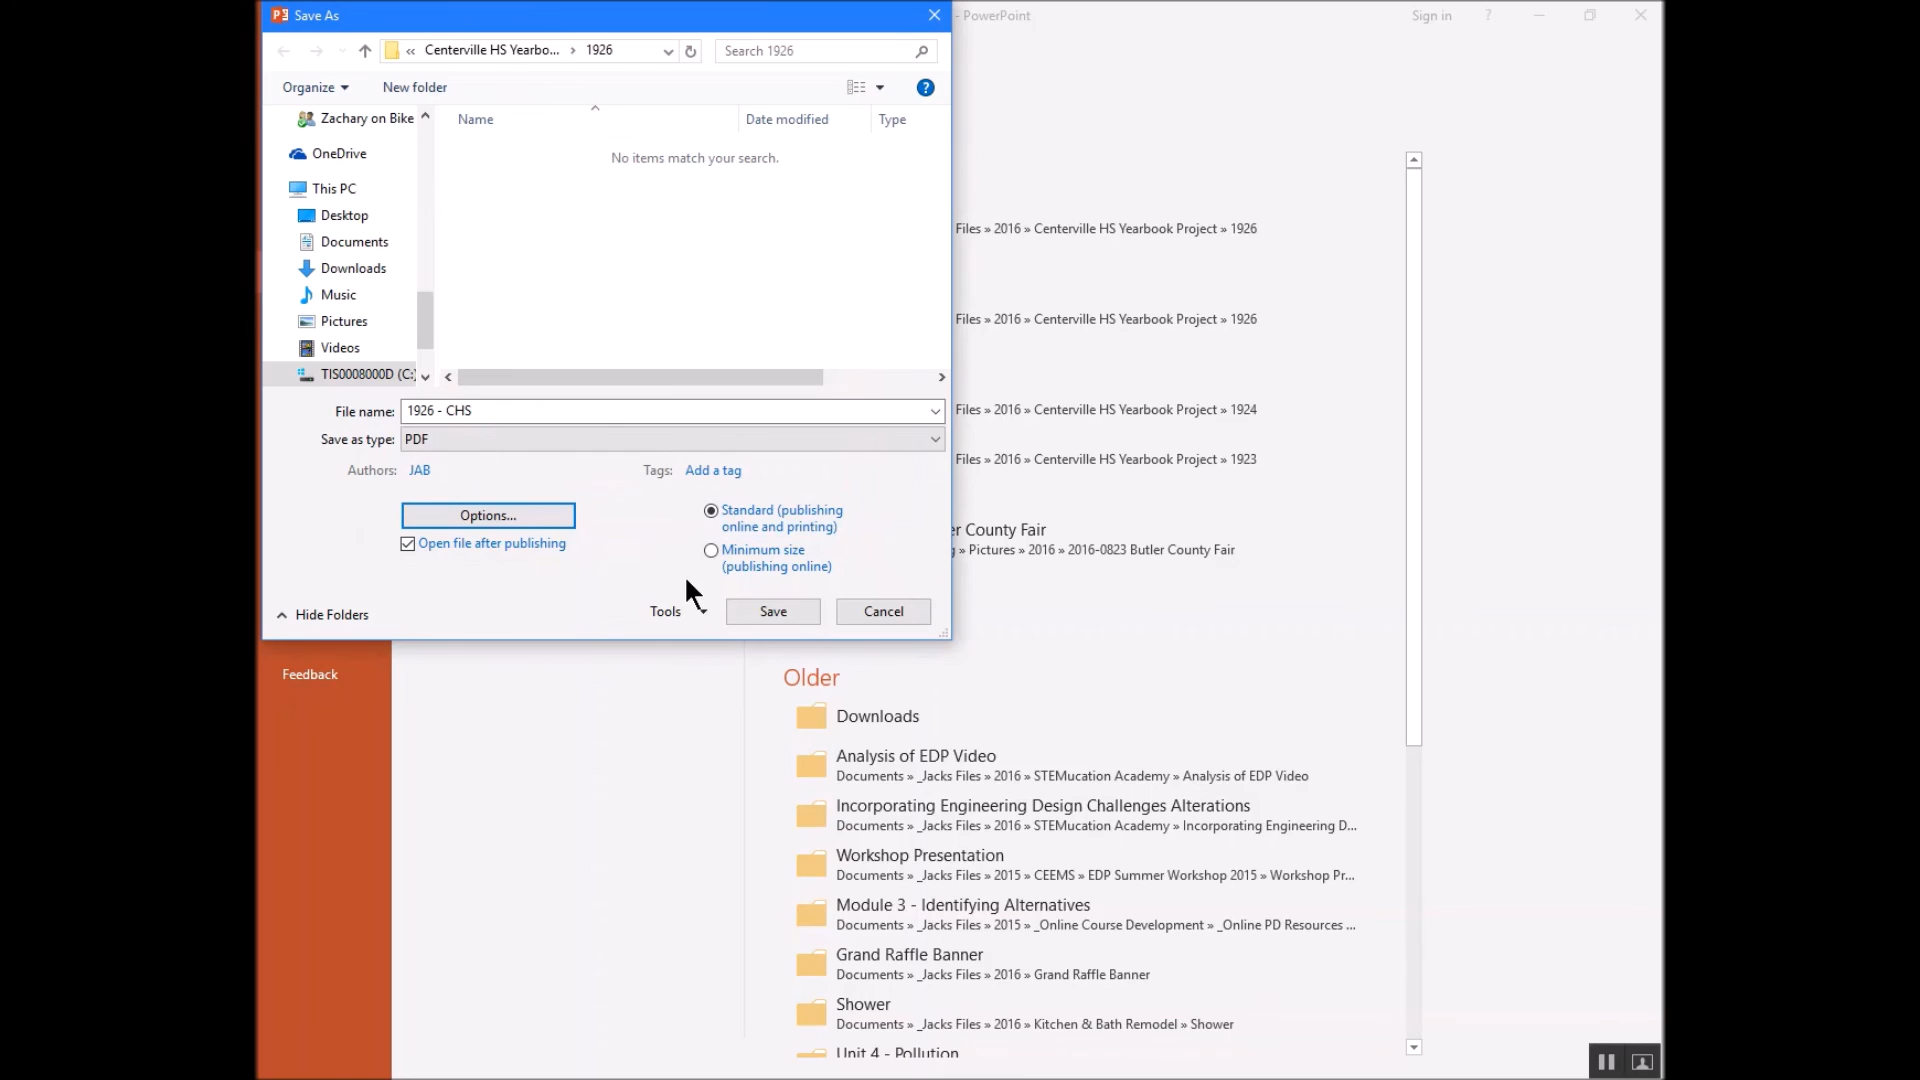 Save As
- PowerPoint
Sign in
?
« Centerville HS Yearbo... > 1926
Search 1926
Organize
New folder
?
Zachary on Bike
OneDrive
This PC
Desktop
Documents
Downloads
Music
Pictures
Videos
TIS0008000D (C:)
Name
Date modified
Type
No items match your search.
File name: 1926 - CHS
Save as type: PDF
Authors: JAB
Tags: Add a tag
Options...
Open file after publishing
Standard (publishing
online and printing)
Minimum size
(publishing online)
Hide Folders
Tools
Save
Cancel
Files » 2016 » Centerville HS Yearbook Project » 1926
Files » 2016 » Centerville HS Yearbook Project » 1926
Files » 2016 » Centerville HS Yearbook Project » 1924
Files » 2016 » Centerville HS Yearbook Project » 1923
er County Fair
» Pictures » 2016 » 2016-0823 Butler County Fair
Feedback
Older
Downloads
Analysis of EDP Video
Documents » _Jacks Files » 2016 » STEMucation Academy » Analysis of EDP Video
Incorporating Engineering Design Challenges Alterations
Documents » _Jacks Files » 2016 » STEMucation Academy » Incorporating Engineering D...
Workshop Presentation
Documents » _Jacks Files » 2015 » CEEMS » EDP Summer Workshop 2015 » Workshop Pr...
Module 3 - Identifying Alternatives
Documents » _Jacks Files » 2015 » _Online Course Development » _Online PD Resources ...
Grand Raffle Banner
Documents » _Jacks Files » 2016 » Grand Raffle Banner
Shower
Documents » _Jacks Files » 2016 » Kitchen & Bath Remodel » Shower
Unit 4 - Pollution